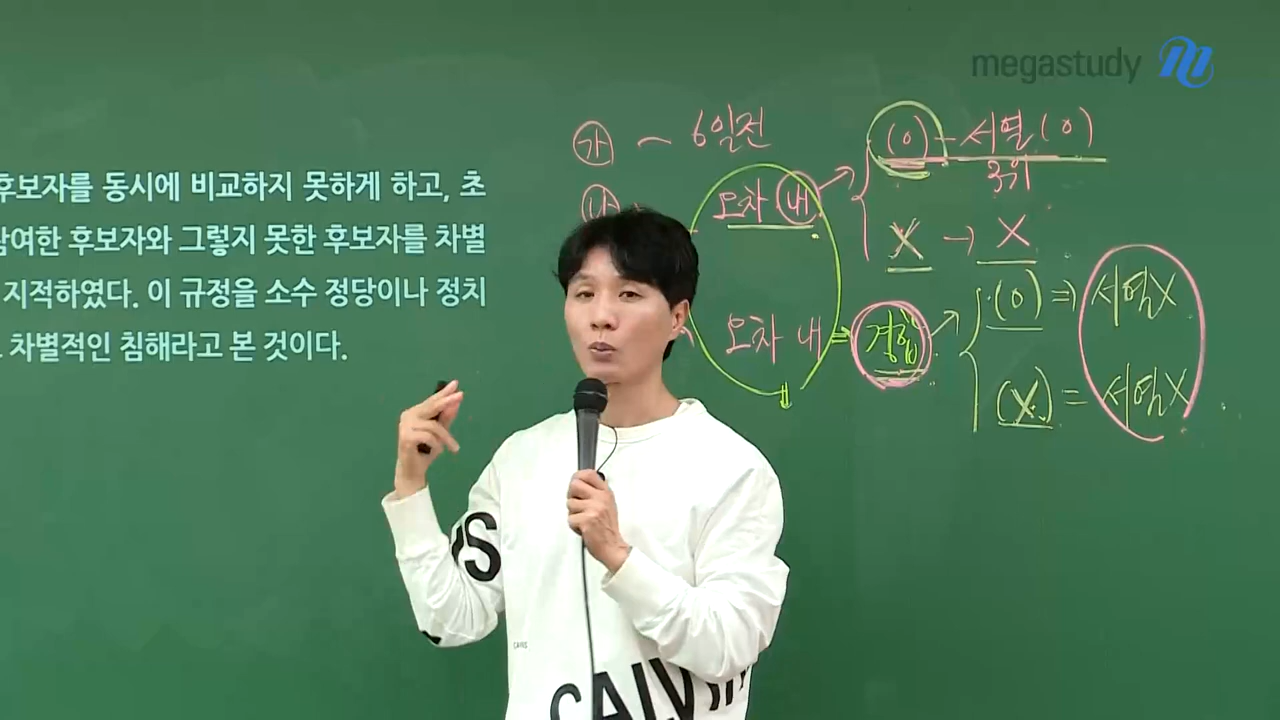 megastudy
후보자를 동시에 비교하지 못하게 하고, 초
참여한 후보자와 그렇지 못한 후보자를 차별
지적하였다. 이 규정을 소수 정당이나 정치
차별적인 침해라고 본 것이다.
가 ~ 6일전
나
오차 내
(O) - 서열(O)
3위
X → X
오차 내 ⇒ 경합
(O) ⇒ 서열X
(X) = 서열X
IS
CALVIN